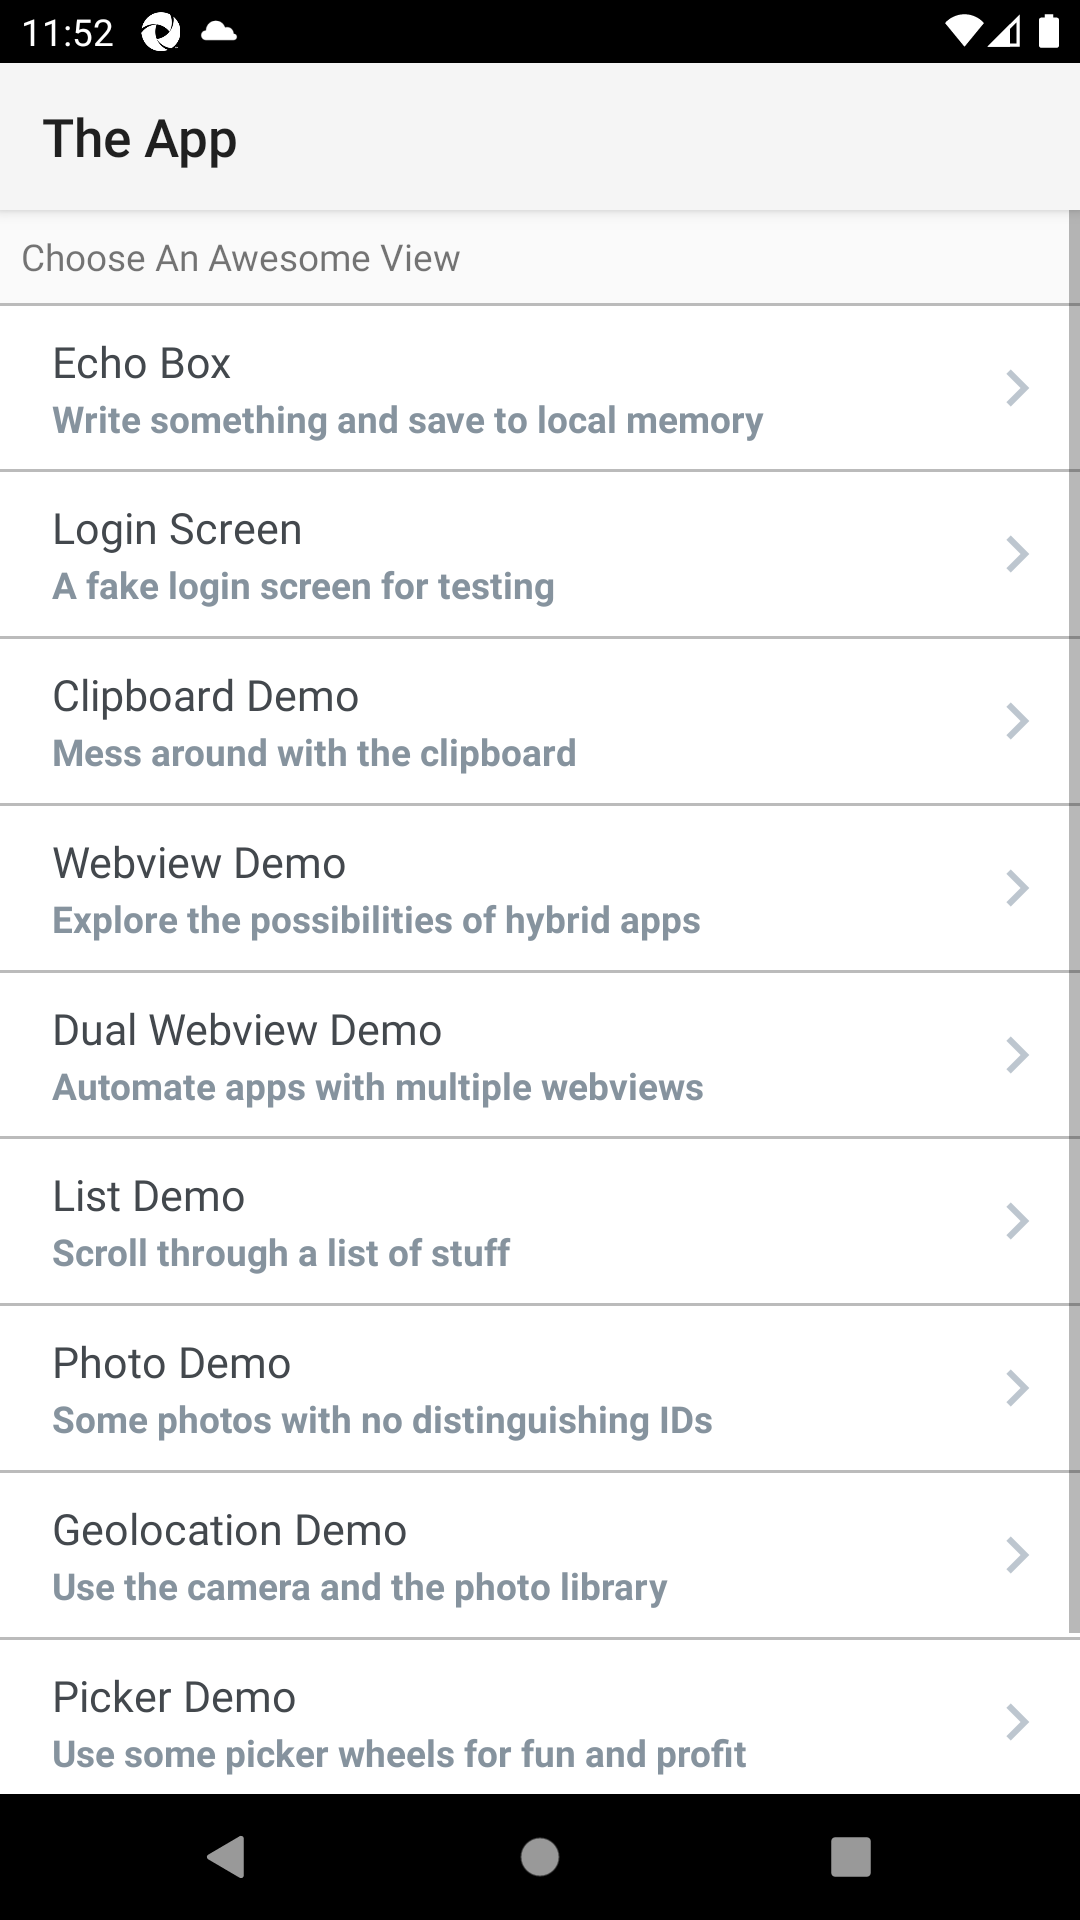 11:52
The App
Choose An Awesome View
Echo Box
Write something and save to local memory
Login Screen
A fake login screen for testing
Clipboard Demo
Mess around with the clipboard
Webview Demo
Explore the possibilities of hybrid apps
Dual Webview Demo
Automate apps with multiple webviews
List Demo
Scroll through a list of stuff
Photo Demo
Some photos with no distinguishing IDs
Geolocation Demo
Use the camera and the photo library
Picker Demo
Use some picker wheels for fun and profit